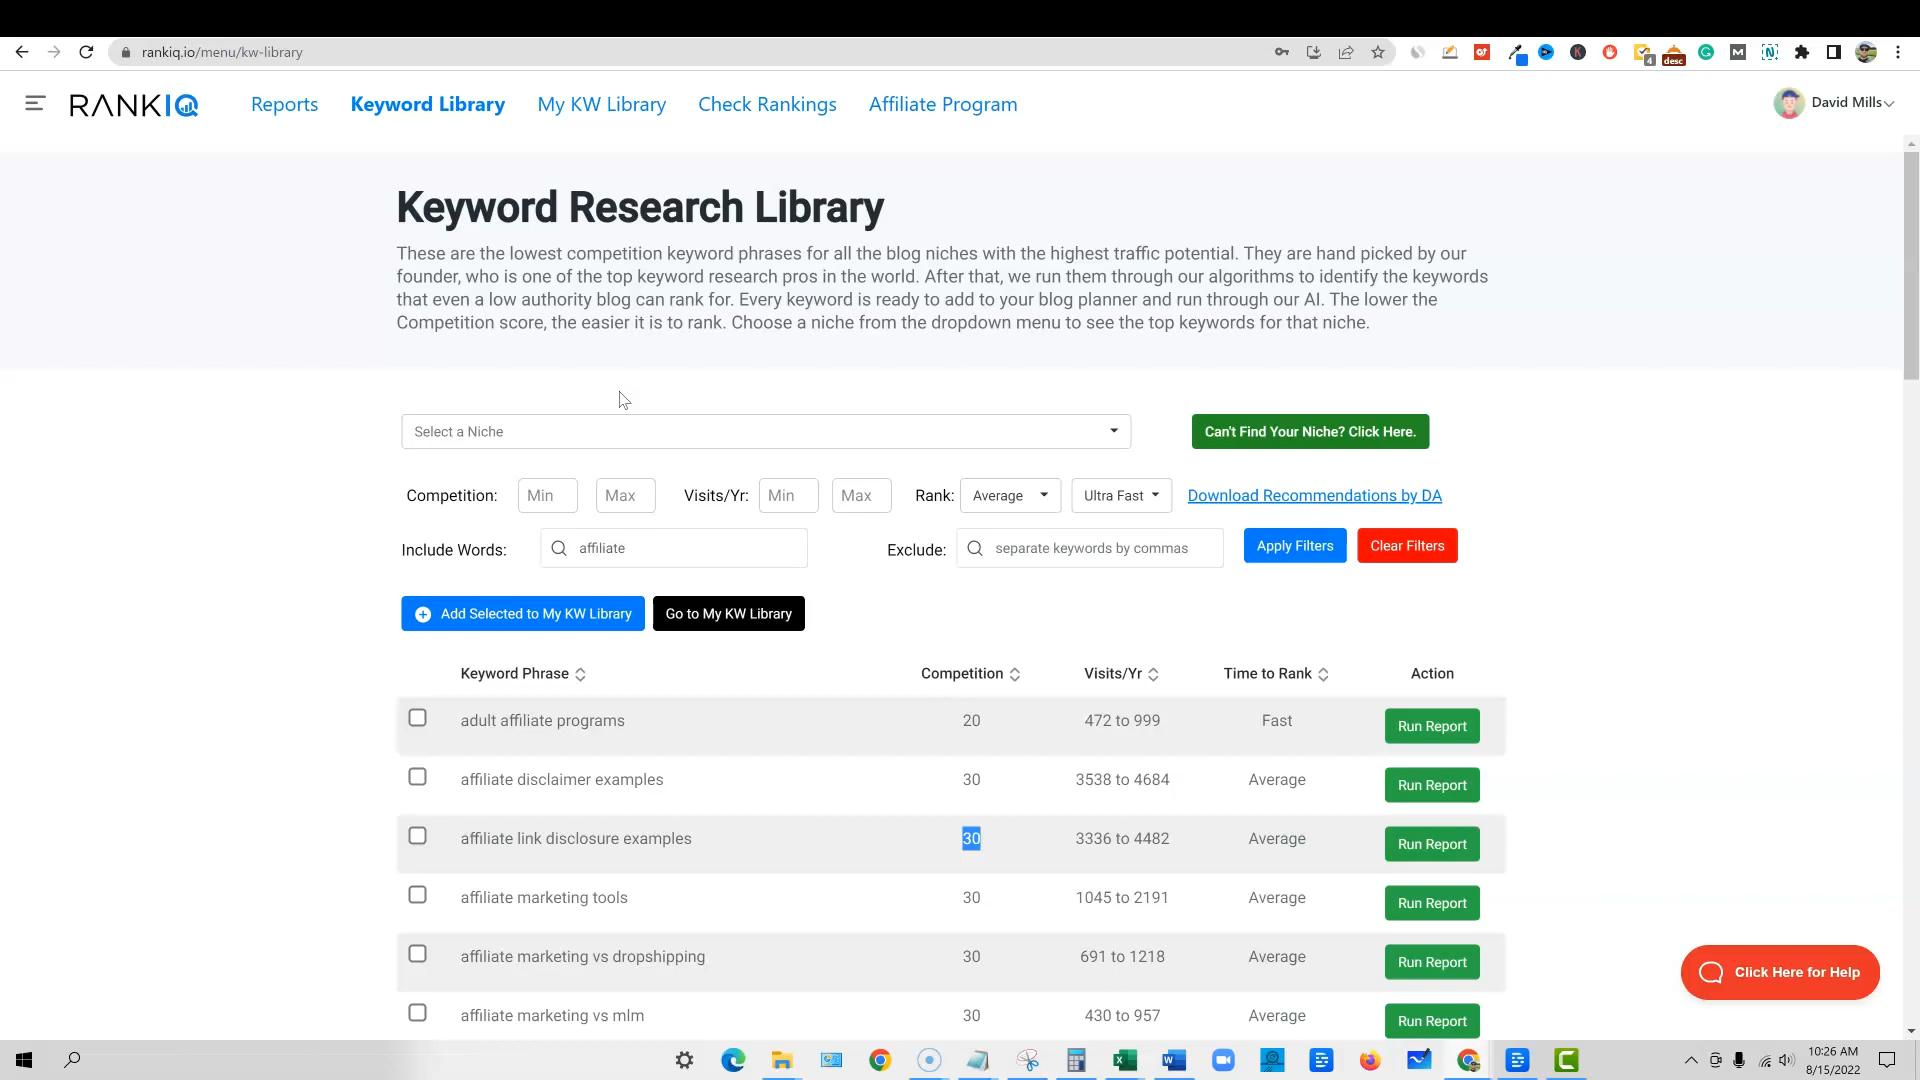 rankiq.io/menu/kw-library
4
desc
RANKIQ
Reports
Keyword Library
My KW Library
Check Rankings
Affiliate Program
David Mills
Keyword Research Library
These are the lowest competition keyword phrases for all the blog niches with the highest traffic potential. They are hand picked by our
founder, who is one of the top keyword research pros in the world. After that, we run them through our algorithms to identify the keywords
that even a low authority blog can rank for. Every keyword is ready to add to your blog planner and run through our AI. The lower the
Competition score, the easier it is to rank. Choose a niche from the dropdown menu to see the top keywords for that niche.
Select a Niche
Can't Find Your Niche? Click Here.
Competition: Min Max Visits/Yr: Min Max Rank: Average Ultra Fast Download Recommendations by DA
Include Words: affiliate Exclude: separate keywords by commas Apply Filters Clear Filters
Add Selected to My KW Library Go to My KW Library
Keyword Phrase Competition Visits/Yr Time to Rank Action
adult affiliate programs 20 472 to 999 Fast Run Report
affiliate disclaimer examples 30 3538 to 4684 Average Run Report
affiliate link disclosure examples 30 3336 to 4482 Average Run Report
affiliate marketing tools 30 1045 to 2191 Average Run Report
affiliate marketing vs dropshipping 30 691 to 1218 Average Run Report
affiliate marketing vs mlm 30 430 to 957 Average Run Report
Click Here for Help
10:26 AM
8/15/2022